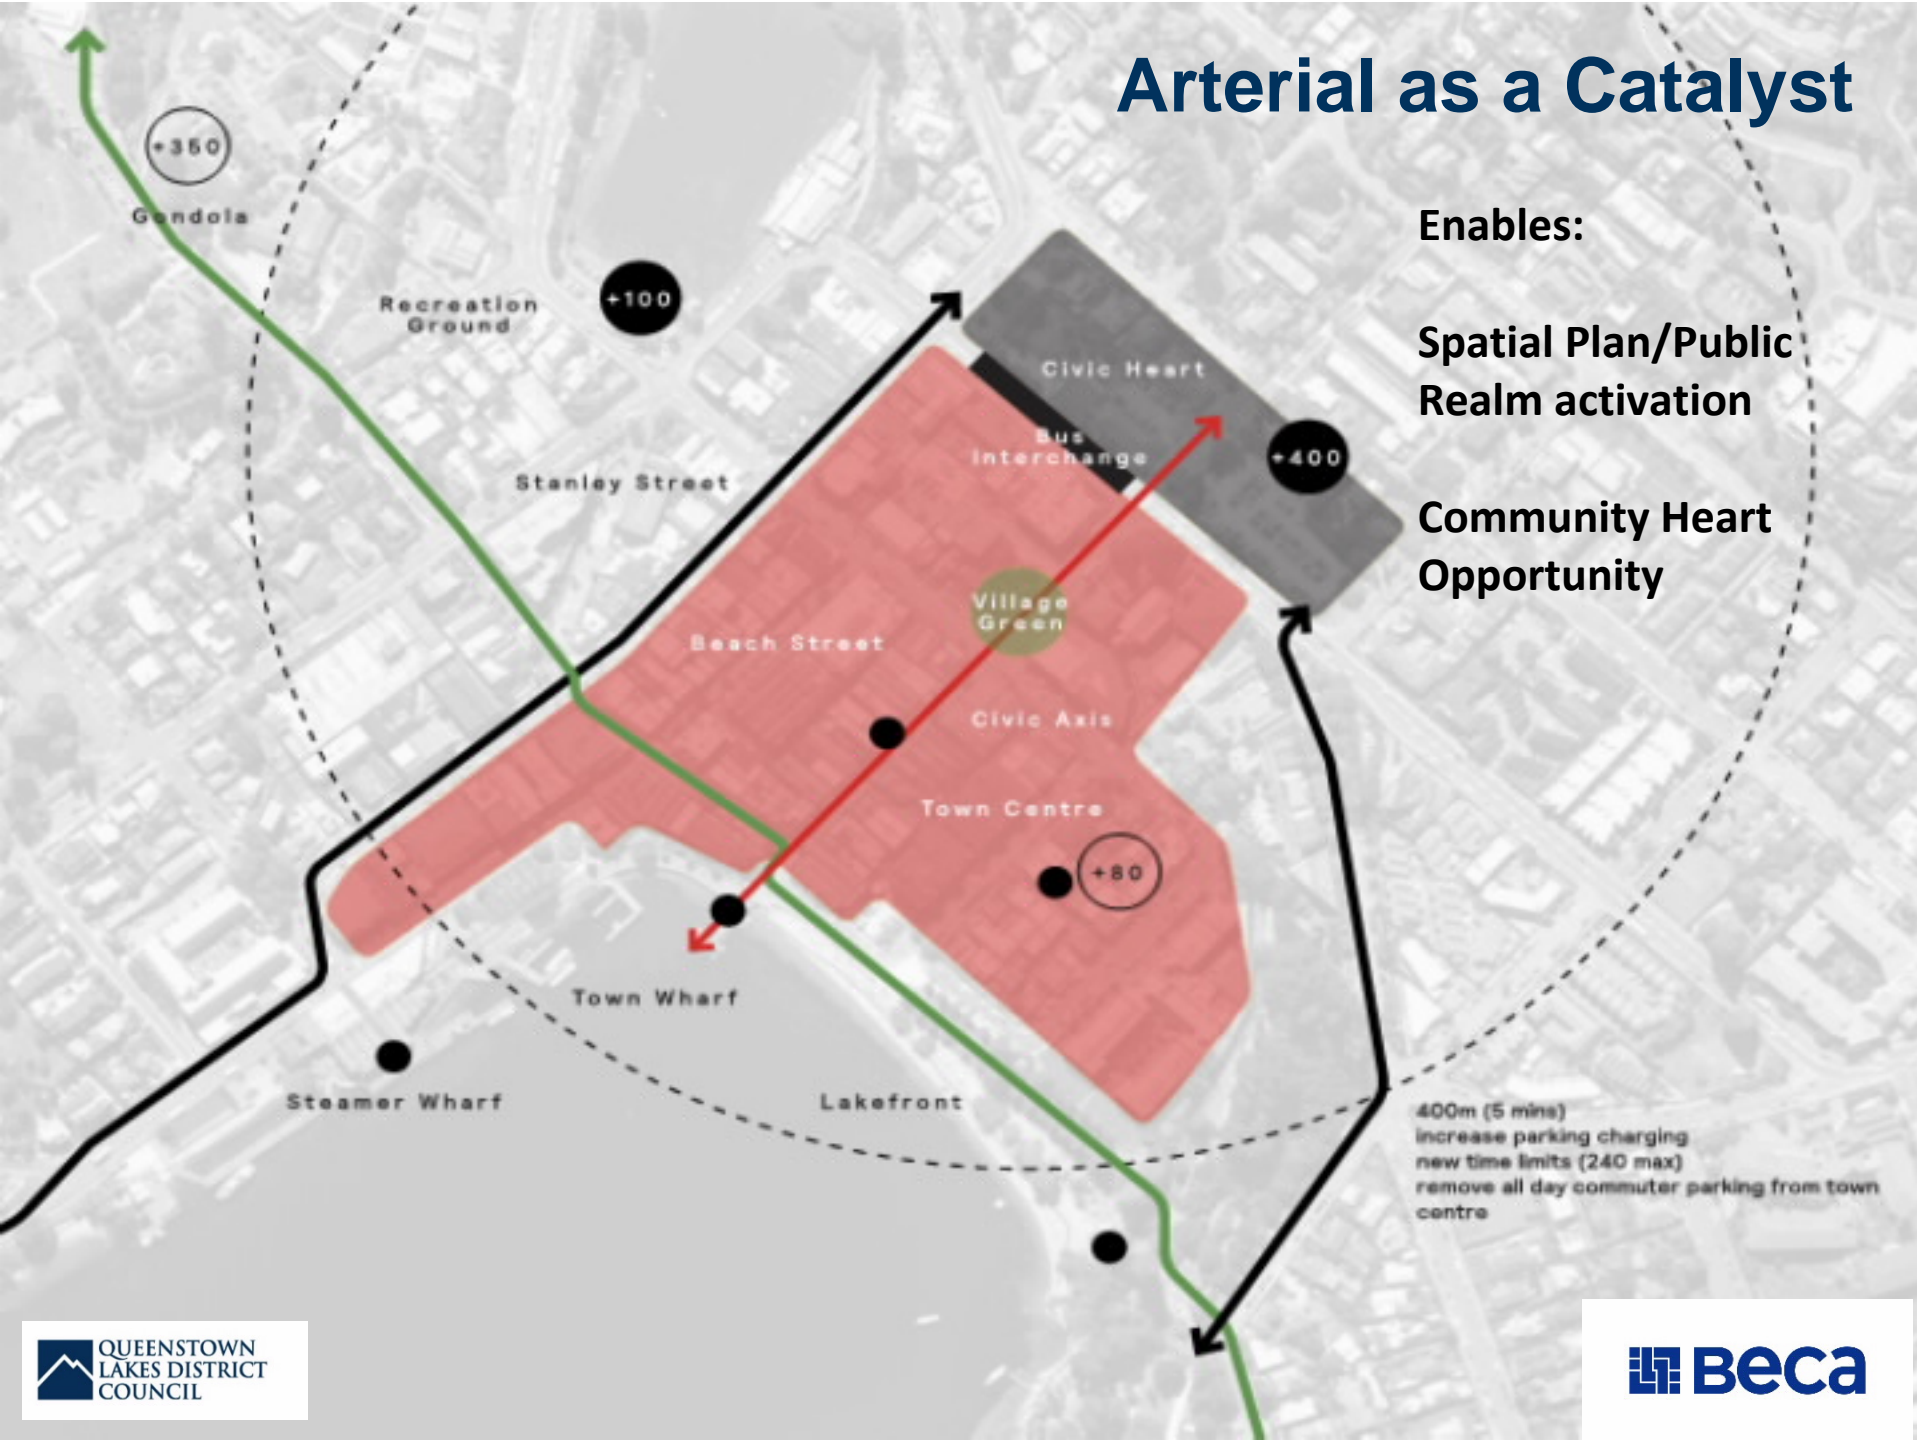 Arterial as a Catalyst
+350
Gondola
Recreation
Ground
+100
Enables:
Spatial Plan/Public
Realm activation
Community Heart
Opportunity
Civic Heart
Bus
Interchange
+400
Stanley Street
Village
Green
Beach Street
Civic Axis
Town Centre
+80
Town Wharf
Steamer Wharf
Lakefront
400m (5 mins)
increase parking charging
new time limits (240 max)
remove all day commuter parking from town
centre
QUEENSTOWN
LAKES DISTRICT
COUNCIL
Beca